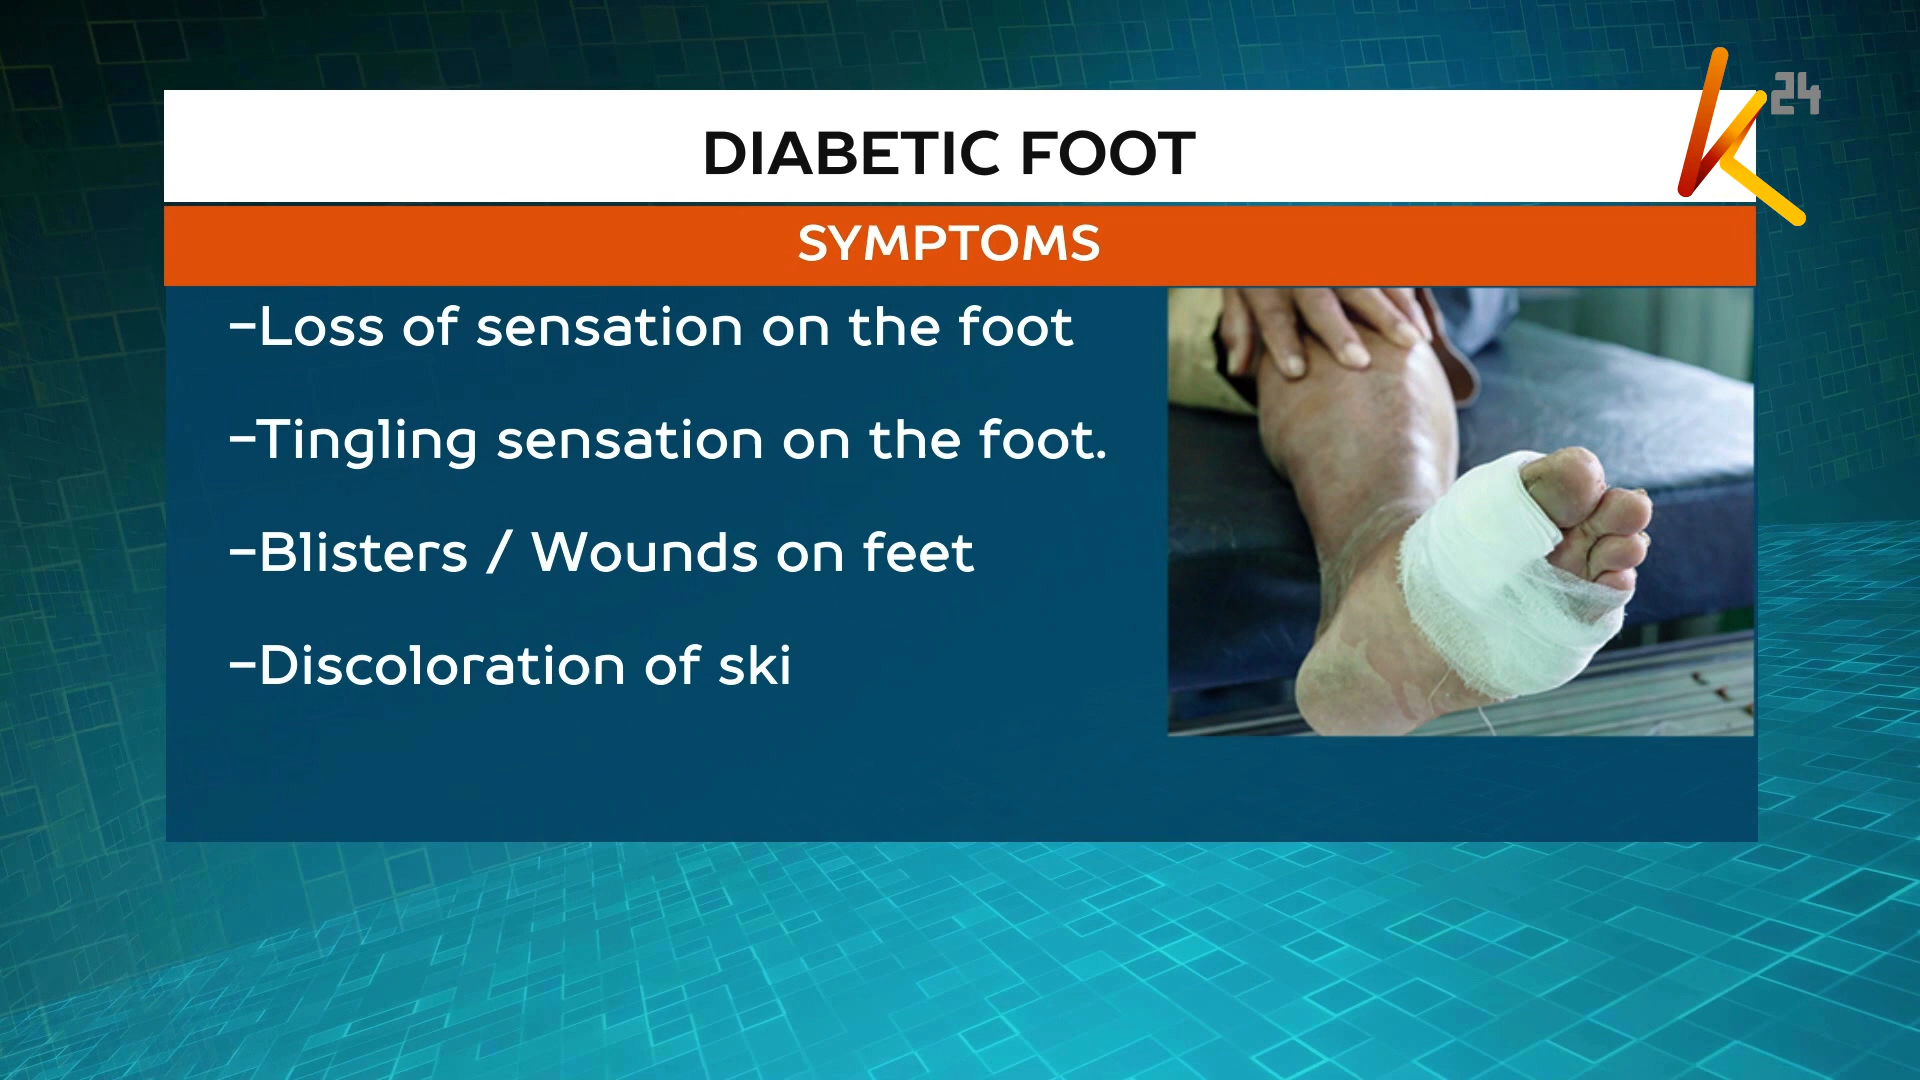 DIABETIC FOOT
K24
SYMPTOMS
-Loss of sensation on the foot
-Tingling sensation on the foot.
-Blisters / Wounds on feet
-Discoloration of ski